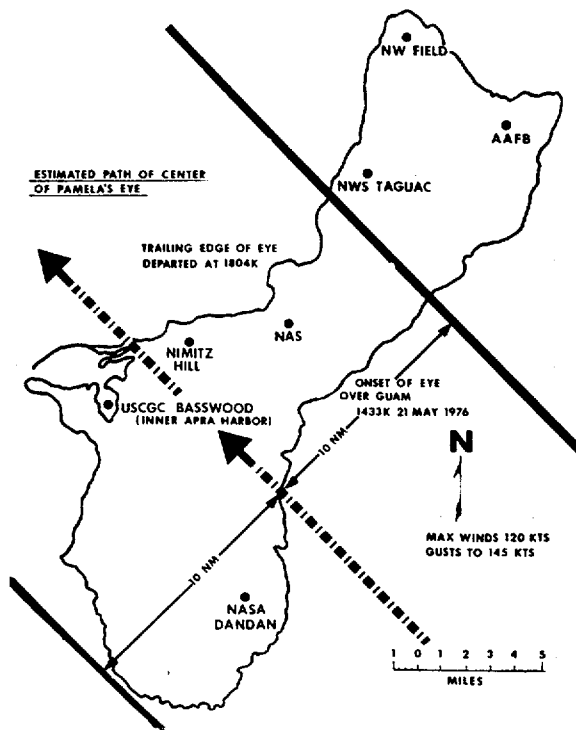 NW FIELD
AAFB
NWS TAGUAC
ESTIMATED PATH OF CENTER
OF PAMELA'S EYE
TRAILING EDGE OF EYE
DEPARTED AT 1804K
NAS
NIMITZ
HILL
USCGC BASSWOOD
(INNER APRA HARBOR)
ONSET OF EYE
OVER GUAM
1433K 21 MAY 1976
10 NM
N
MAX WINDS 120 KTS
GUSTS TO 145 KTS
10 NM
NASA
DANDAN
1 0 1 2 3 4 5
MILES